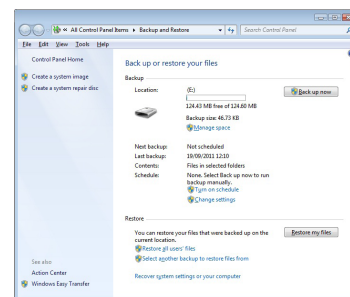 « All Control Panel Items ▸ Backup and Restore
Search Control Panel
File Edit View Tools Help
Control Panel Home
Create a system image
Create a system repair disc
Back up or restore your files
Backup
Location: (E:)
Back up now
124.43 MB free of 124.60 MB
Backup size: 46.73 KB
Manage space
Next backup: Not scheduled
Last backup: 19/09/2011 12:10
Contents: Files in selected folders
Schedule: None. Select Back up now to run
backup manually.
Turn on schedule
Change settings
Restore
You can restore your files that were backed up on the
current location.
Restore my files
Restore all users' files
Select another backup to restore files from
Recover system settings or your computer
See also
Action Center
Windows Easy Transfer